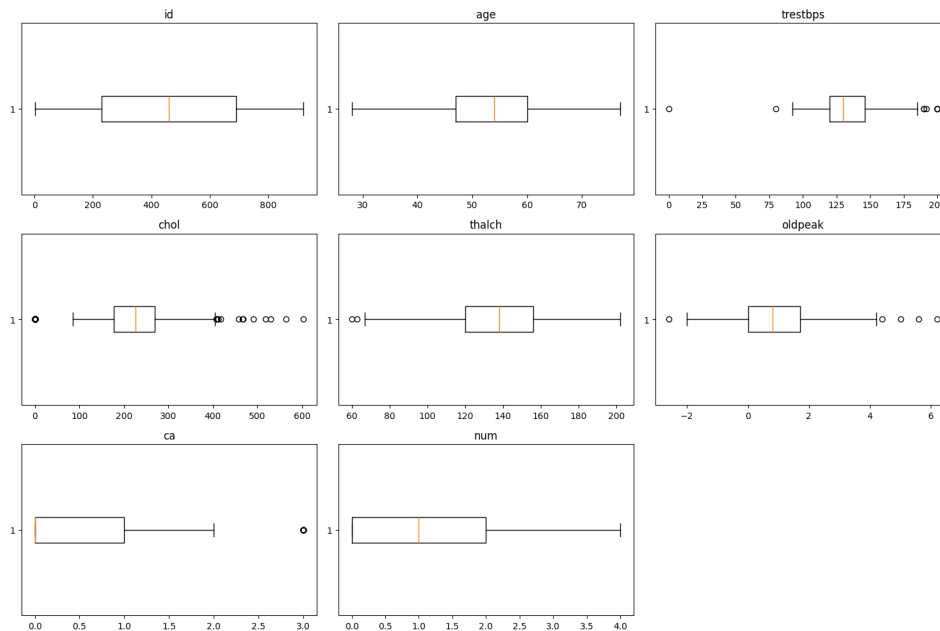 id
age
trestbps
1
1
1
0 200 400 600 800
30 40 50 60 70
0 25 50 75 100 125 150 175 200
chol
thalch
oldpeak
1
1
1
0 100 200 300 400 500 600
60 80 100 120 140 160 180 200
−2 0 2 4 6
ca
num
1
1
0.0 0.5 1.0 1.5 2.0 2.5 3.0
0.0 0.5 1.0 1.5 2.0 2.5 3.0 3.5 4.0